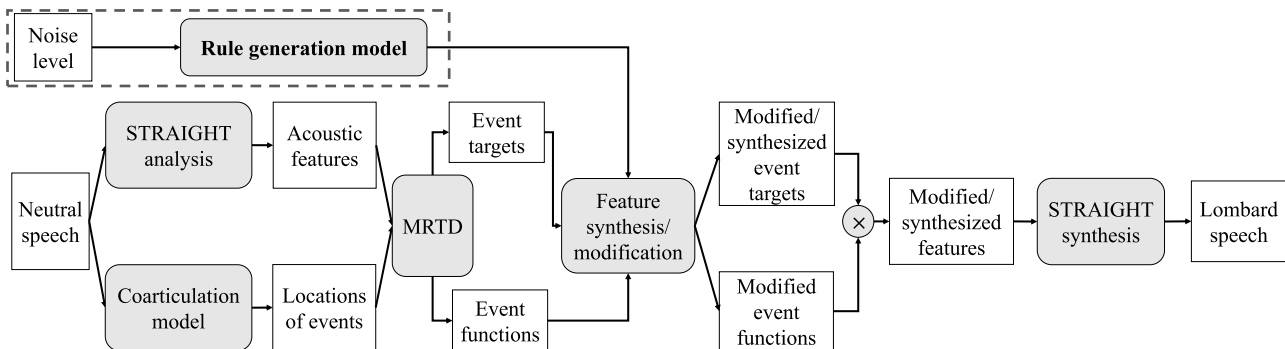 Noise
level
Rule generation model
Neutral
speech
STRAIGHT
analysis
Acoustic
features
Coarticulation
model
Locations
of events
MRTD
Event
targets
Event
functions
Feature
synthesis/
modification
Modified/
synthesized
event
targets
Modified
event
functions
×
Modified/
synthesized
features
STRAIGHT
synthesis
Lombard
speech